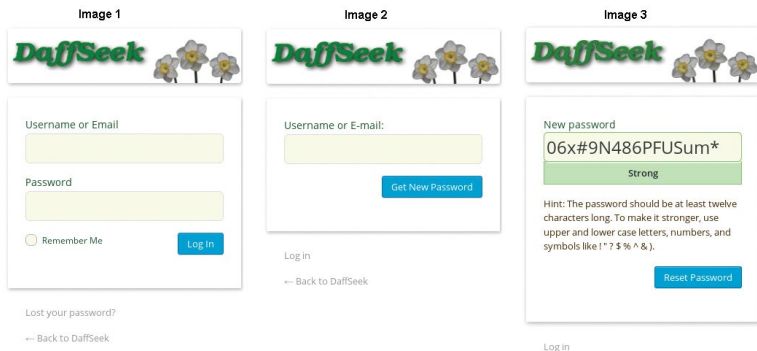 Image 1
DaffSeek
Username or Email
Password
Remember Me
Log In
Lost your password?
← Back to DaffSeek
Image 2
DaffSeek
Username or E-mail:
Get New Password
Log in
← Back to DaffSeek
Image 3
DaffSeek
New password
06x#9N486PFUSum*
Strong
Hint: The password should be at least twelve
characters long. To make it stronger, use
upper and lower case letters, numbers, and
symbols like ! " ? $ % ^ & ).
Reset Password
Log in